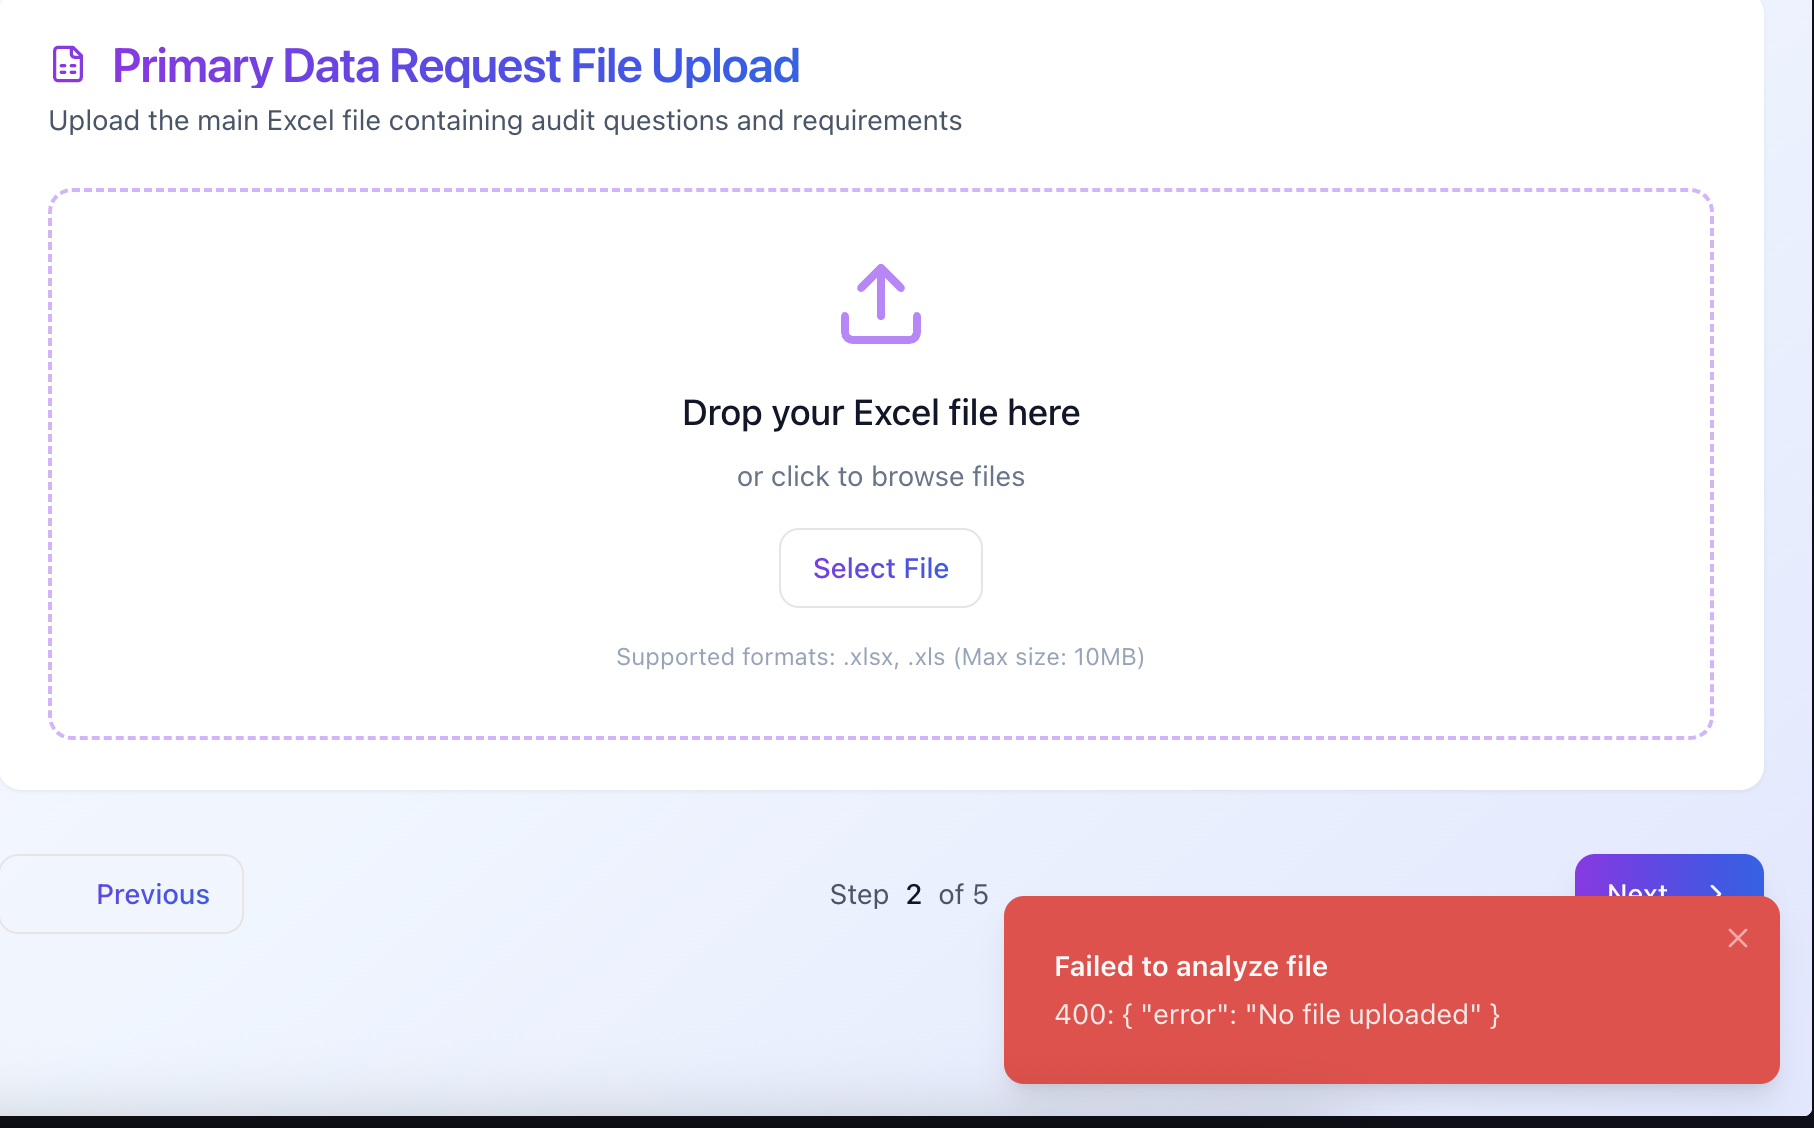 Primary Data Request File Upload
Upload the main Excel file containing audit questions and requirements
Drop your Excel file here
or click to browse files
Select File
Supported formats: .xlsx, .xls (Max size: 10MB)
Previous
Step 2 of 5
Next
Failed to analyze file
400: { "error": "No file uploaded" }